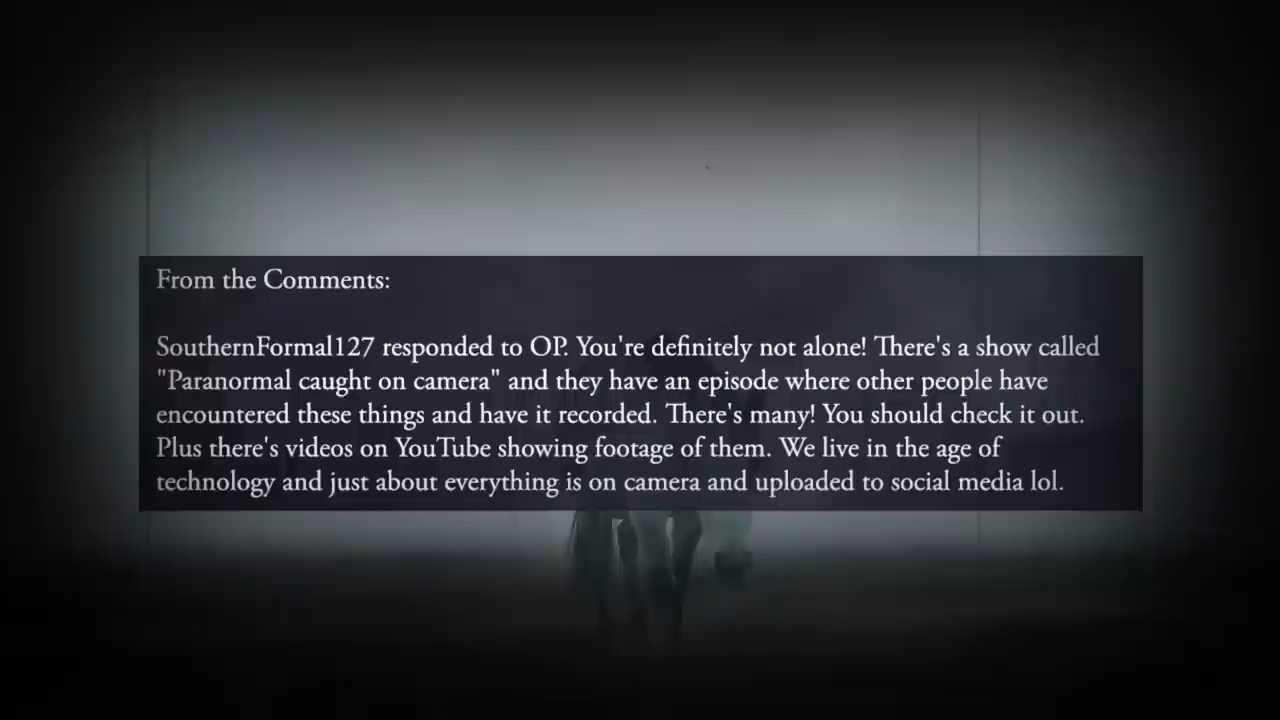 From the Comments:
SouthernFormal127 responded to OP. You're definitely not alone! There's a show called
"Paranormal caught on camera" and they have an episode where other people have
encountered these things and have it recorded. There's many! You should check it out.
Plus there's videos on YouTube showing footage of them. We live in the age of
technology and just about everything is on camera and uploaded to social media lol.